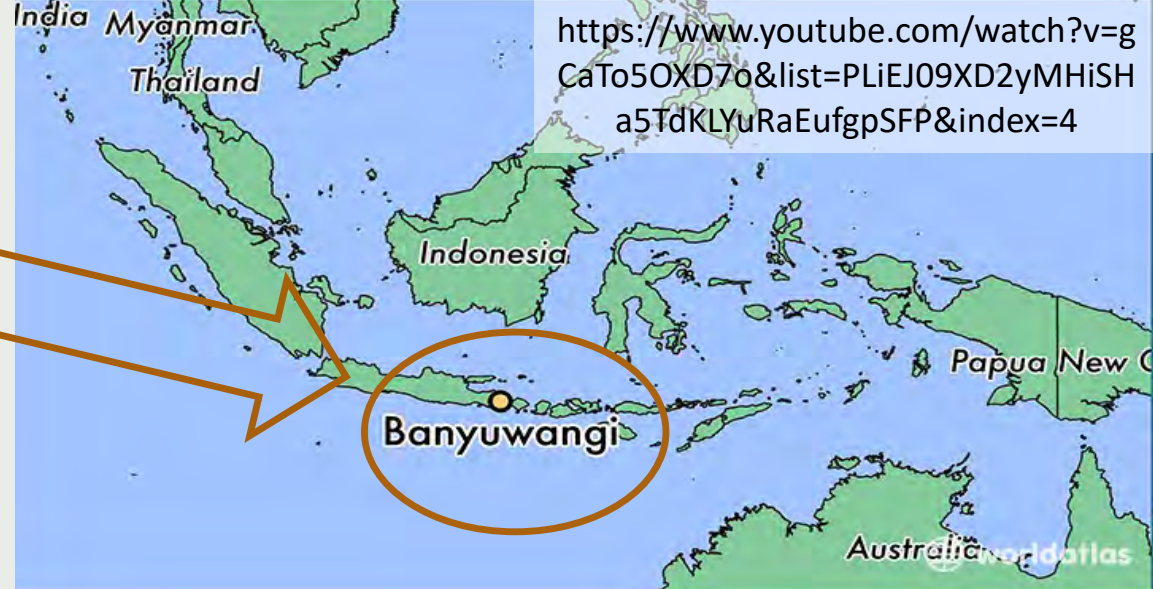 India
Myanmar
Thailand
https://www.youtube.com/watch?v=g
CaTo5OXD7o&list=PLiEJ09XD2yMHiSH
a5TdKLYuRaEufgpSFP&index=4
Indonesia
Papua New
Banyuwangi
Australia
worldatlas